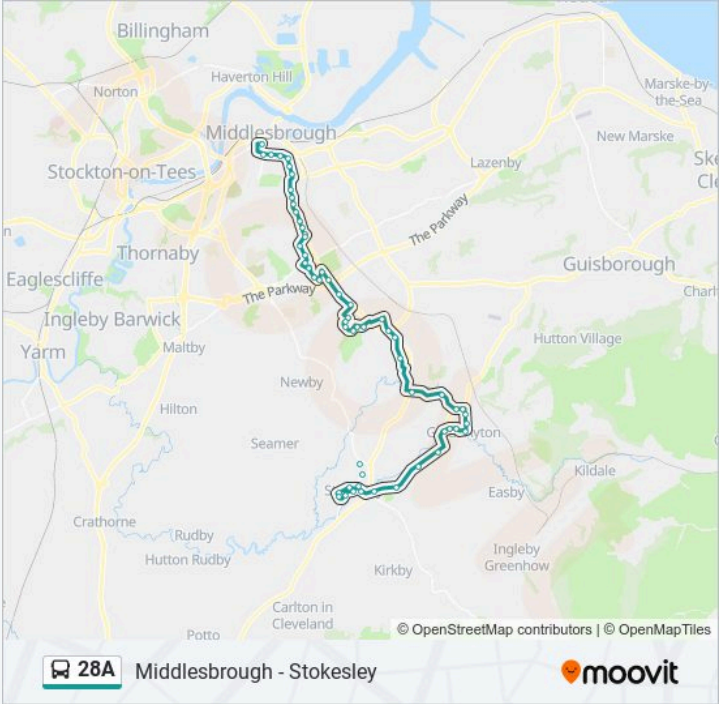 Billingham
Haverton Hill
Norton
Marske-by-
the-Sea
Middlesbrough
New Marske
Lazenby
Ske
Cle
Stockton-on-Tees
The Parkway
n
Thornaby
Guisborough
Eaglescliffe
The Parkway
Charl
Ingleby Barwick
Hutton Village
Yarm
Maltby
Newby
Hilton
Seamer
G
yton
Kildale
S
Easby
Crathorne
Rudby
Hutton Rudby
Ingleby
Greenhow
Kirkby
Carlton in
Cleveland
Potto
© OpenStreetMap contributors | © OpenMapTiles
28A Middlesbrough - Stokesley
moovit